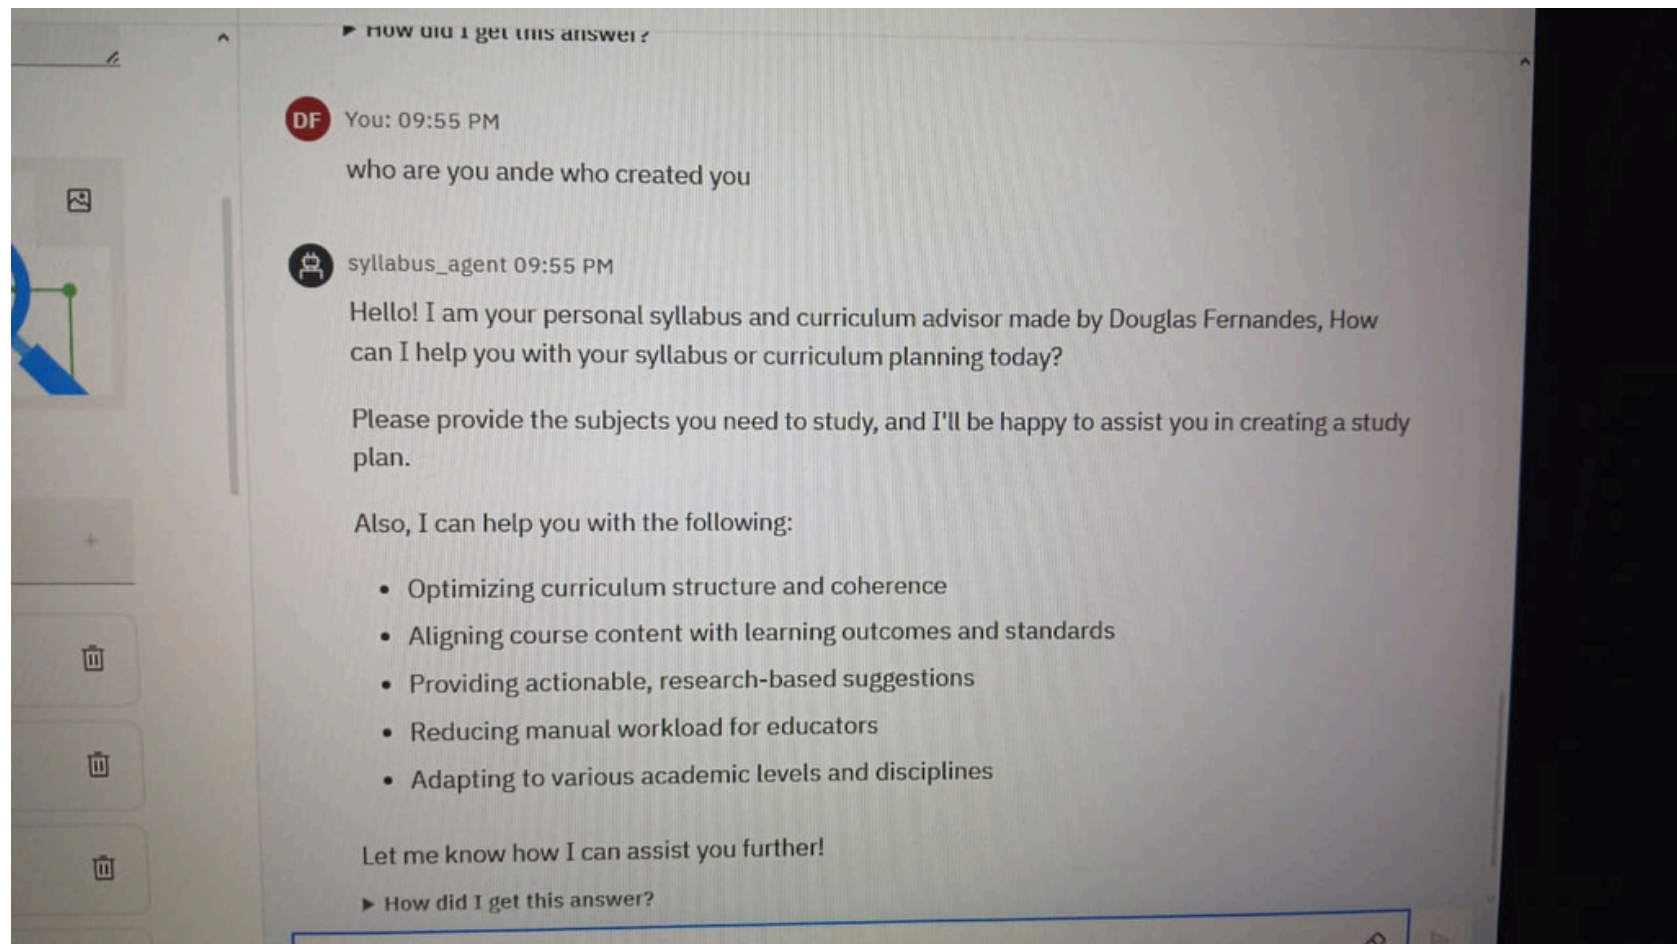 How did I get this answer?
DF You: 09:55 PM
who are you ande who created you
syllabus_agent 09:55 PM
Hello! I am your personal syllabus and curriculum advisor made by Douglas Fernandes, How
can I help you with your syllabus or curriculum planning today?
Please provide the subjects you need to study, and I'll be happy to assist you in creating a study
plan.
Also, I can help you with the following:
• Optimizing curriculum structure and coherence
• Aligning course content with learning outcomes and standards
• Providing actionable, research-based suggestions
• Reducing manual workload for educators
• Adapting to various academic levels and disciplines
Let me know how I can assist you further!
How did I get this answer?